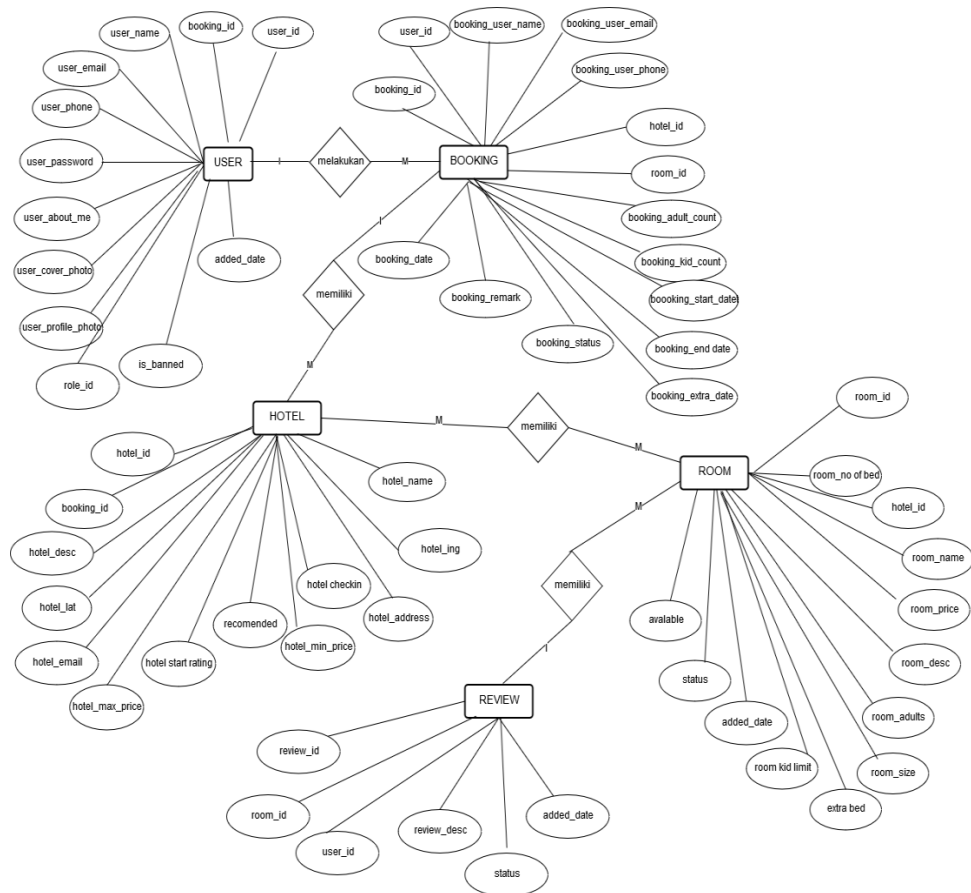 user_name
booking_id
user_id
user_email
user_phone
user_password
user_about_me
user_cover_photo
user_profile_photo
role_id
is_banned
added_date
USER
I
melakukan
M
BOOKING
user_id
booking_user_name
booking_user_email
booking_user_phone
booking_id
hotel_id
room_id
booking_adult_count
booking_kid_count
boooking_start_datet
booking_end date
booking_extra_date
booking_status
booking_remark
booking_date
I
memiliki
M
HOTEL
M
memiliki
M
ROOM
hotel_id
booking_id
hotel_desc
hotel_lat
hotel_email
hotel_max_price
hotel start rating
recomended
hotel_min_price
hotel checkin
hotel_address
hotel_ing
hotel_name
room_id
room_no of bed
hotel_id
room_name
room_price
room_desc
room_adults
room_size
extra bed
room kid limit
added_date
status
avalable
M
memiliki
I
REVIEW
review_id
room_id
user_id
review_desc
status
added_date